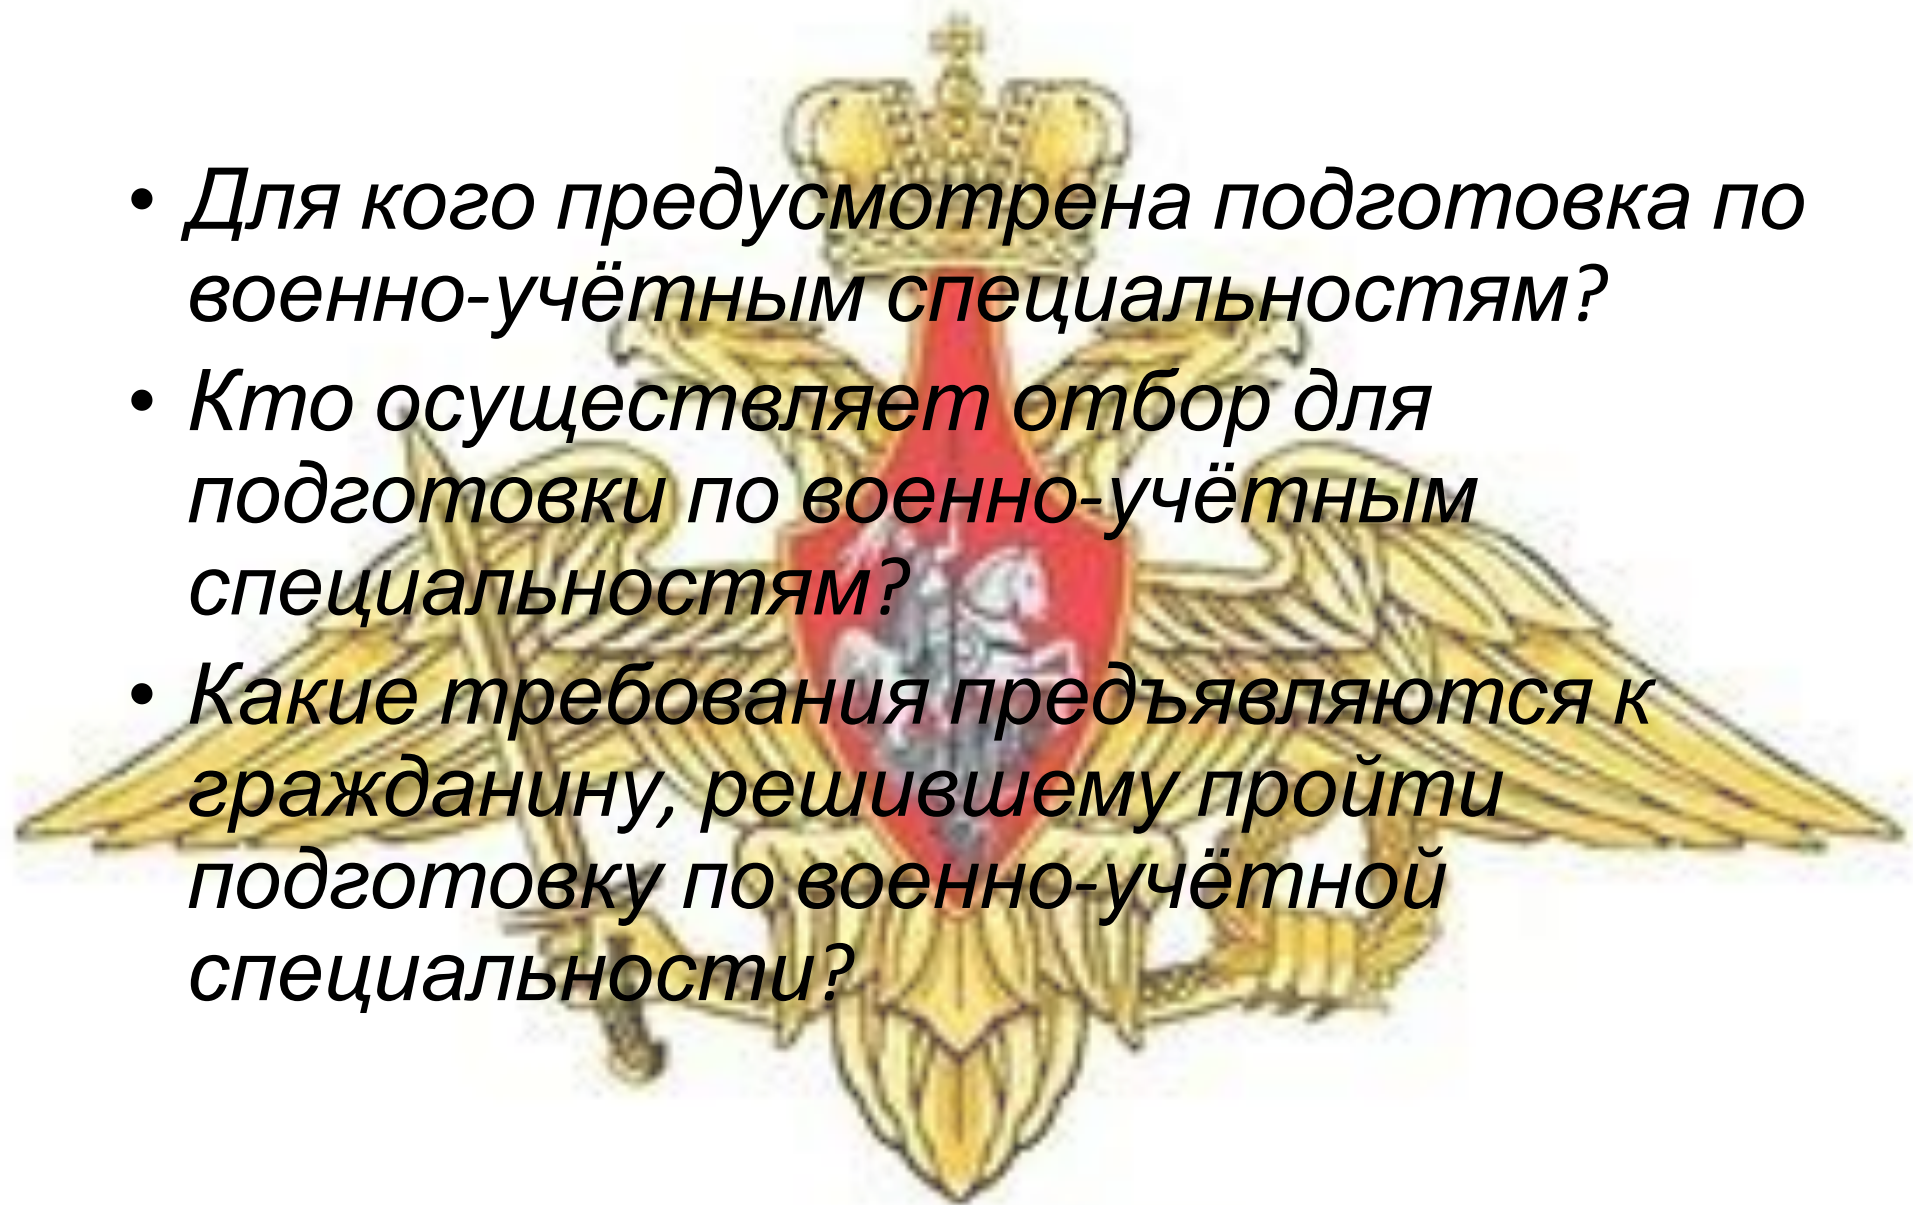 • Для кого предусмотрена подготовка по
военно-учётным специальностям?
• Кто осуществляет отбор для
подготовки по военно-учётным
специальностям?
• Какие требования предъявляются к
гражданину, решившему пройти
подготовку по военно-учётной
специальности?